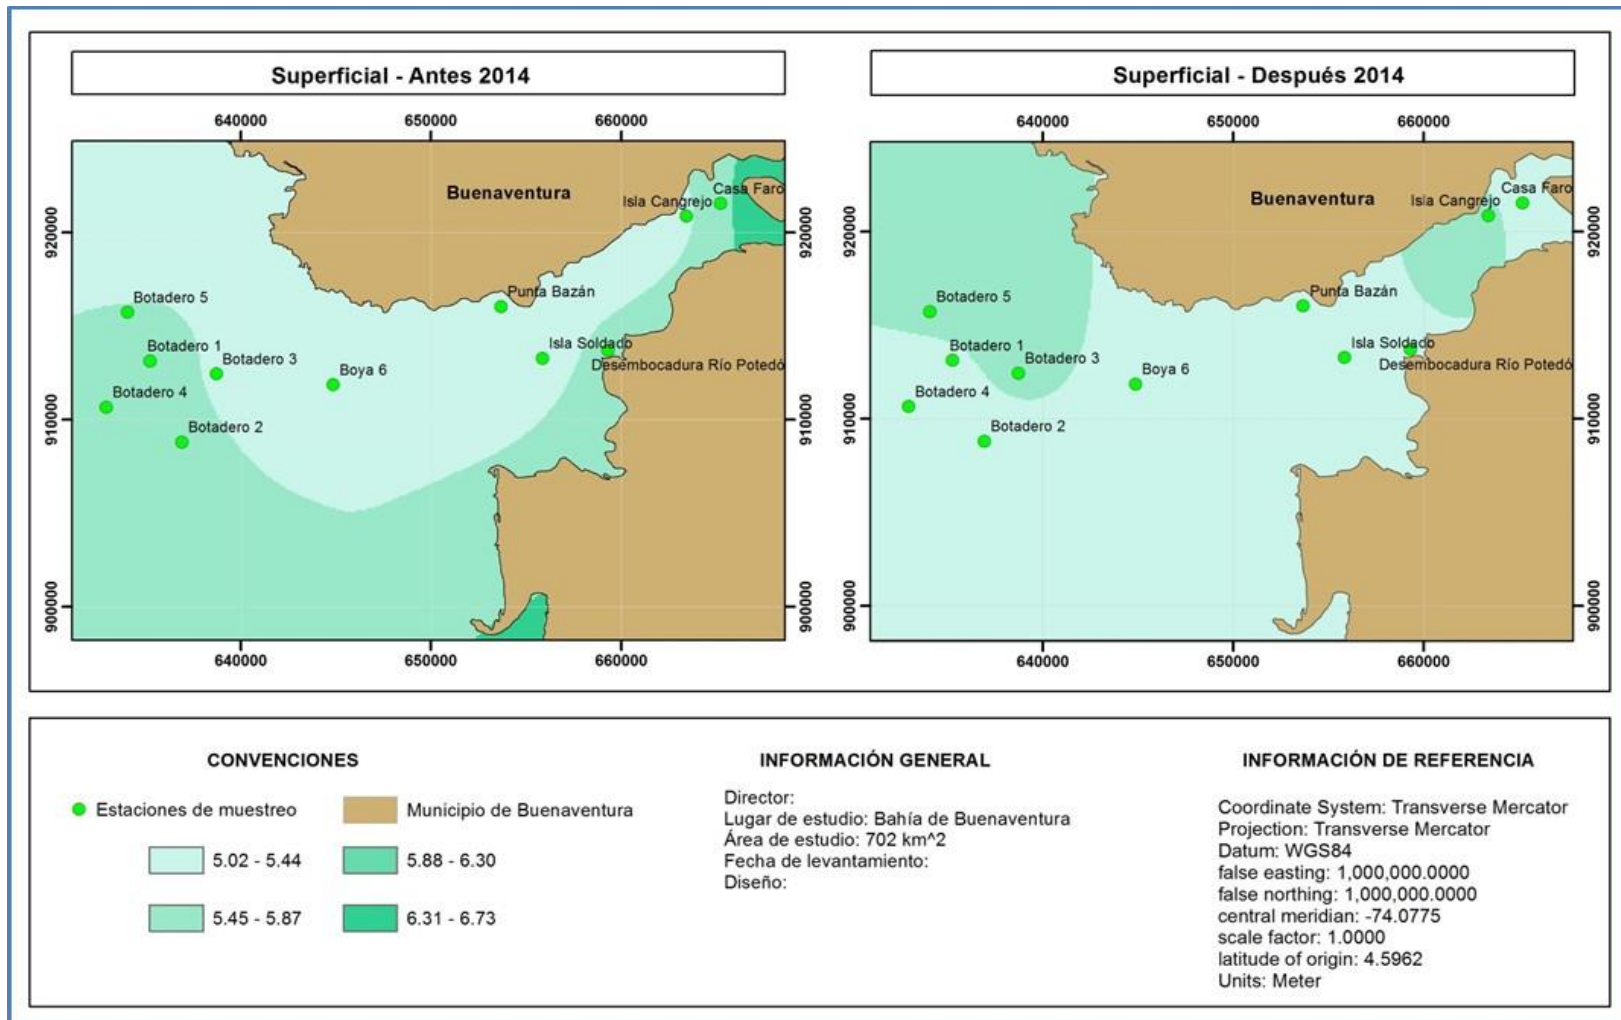 Superficial - Antes 2014
640000
650000
660000
920000
910000
900000
Buenaventura
Casa Faro
Isla Cangrejo
Punta Bazán
Botadero 5
Isla Soldado
Botadero 1
Botadero 3
Desembocadura Río Potedó
Boya 6
Botadero 4
Botadero 2
920000
910000
900000
640000
650000
660000
Superficial - Después 2014
640000
650000
660000
920000
910000
900000
Buenaventura
Casa Faro
Isla Cangrejo
Punta Bazán
Botadero 5
Isla Soldado
Botadero 1
Botadero 3
Desembocadura Río Potedó
Boya 6
Botadero 4
Botadero 2
920000
910000
900000
640000
650000
660000
CONVENCIONES
Estaciones de muestreo
Municipio de Buenaventura
5.02 - 5.44
5.88 - 6.30
5.45 - 5.87
6.31 - 6.73
INFORMACIÓN GENERAL
Director:
Lugar de estudio: Bahía de Buenaventura
Área de estudio: 702 km^2
Fecha de levantamiento:
Diseño:
INFORMACIÓN DE REFERENCIA
Coordinate System: Transverse Mercator
Projection: Transverse Mercator
Datum: WGS84
false easting: 1,000,000.0000
false northing: 1,000,000.0000
central meridian: -74.0775
scale factor: 1.0000
latitude of origin: 4.5962
Units: Meter